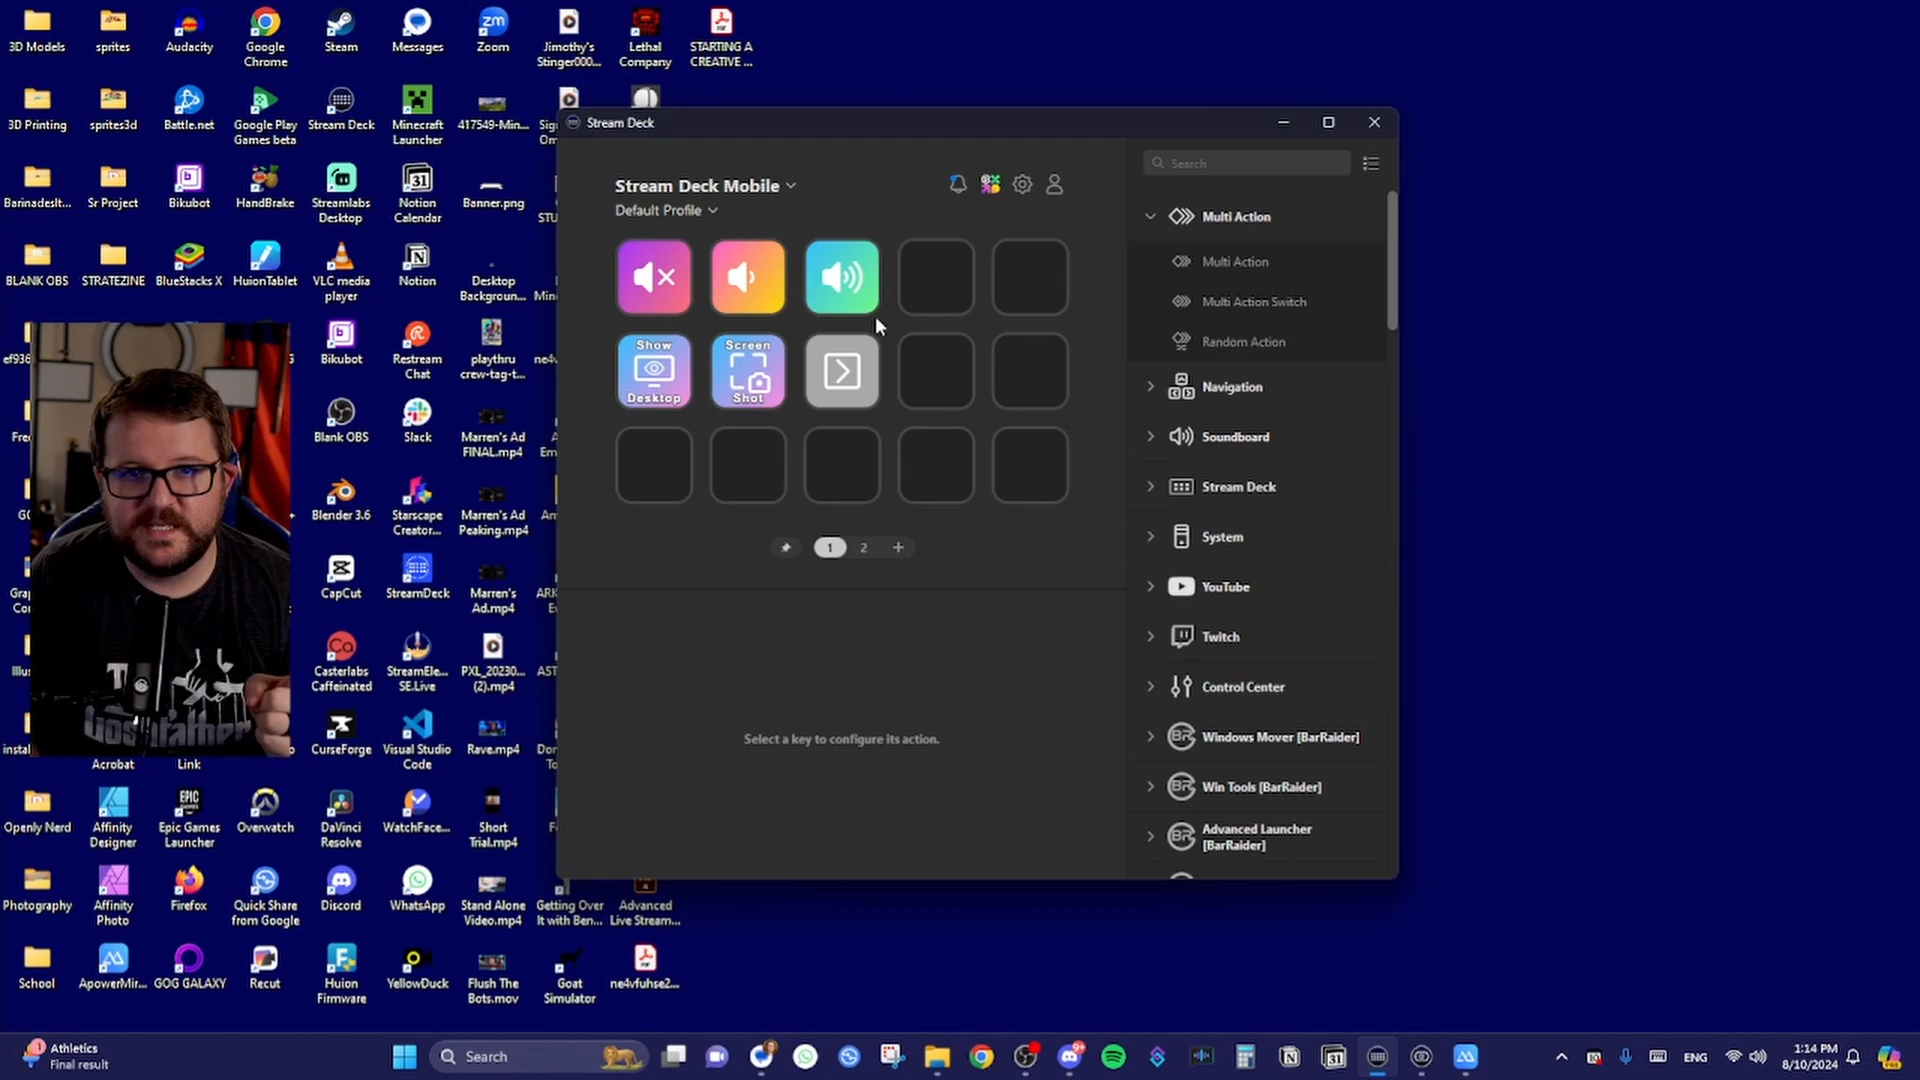 3D Models
sprites
Audacity
Google
Chrome
Steam
Messages
Zoom
Jimothy's
Stinger000...
Lethal
Company
STARTING A
CREATIVE ...
3D Printing
sprites3d
Battle.net
Google Play
Games beta
Stream Deck
Minecraft
Launcher
417549-Min...
Stream Deck
BarinadesIt...
Sr Project
Bikubot
HandBrake
Streamlabs
Desktop
Notion
Calendar
Banner.png
BLANK OBS
STRATEZINE
BlueStacks X
HuionTablet
VLC media
player
Notion
Desktop
Backgroun...
Bikubot
Restream
Chat
playthru
crew-tag-t...
Blank OBS
Slack
Marren's Ad
FINAL.mp4
Blender 3.6
Starscape
Creator...
Marren's Ad
Peaking.mp4
CapCut
StreamDeck
Marren's
Ad.mp4
Casterlabs
Caffeinated
StreamEle...
SE.Live
PXL_20230...
(2).mp4
Acrobat
Link
CurseForge
Visual Studio
Code
Rave.mp4
Openly Nerd
Affinity
Designer
Epic Games
Launcher
Overwatch
DaVinci
Resolve
WatchFace...
Short
Trial.mp4
Photography
Affinity
Photo
Firefox
Quick Share
from Google
Discord
WhatsApp
Stand Alone
Video.mp4
Getting Over
It with Ben...
Advanced
Live Stream...
School
ApowerMir...
GOG GALAXY
Recut
Huion
Firmware
YellowDuck
Flush The
Bots.mov
Goat
Simulator
ne4vfuhse2...
Stream Deck Mobile
Default Profile
Show
Desktop
Screen
Shot
1
2
+
Select a key to configure its action.
Search
Multi Action
Multi Action
Multi Action Switch
Random Action
Navigation
Soundboard
Stream Deck
System
YouTube
Twitch
Control Center
Windows Mover [BarRaider]
Win Tools [BarRaider]
Advanced Launcher
[BarRaider]
Athletics
Final result
Search
ENG
1:14 PM
8/10/2024